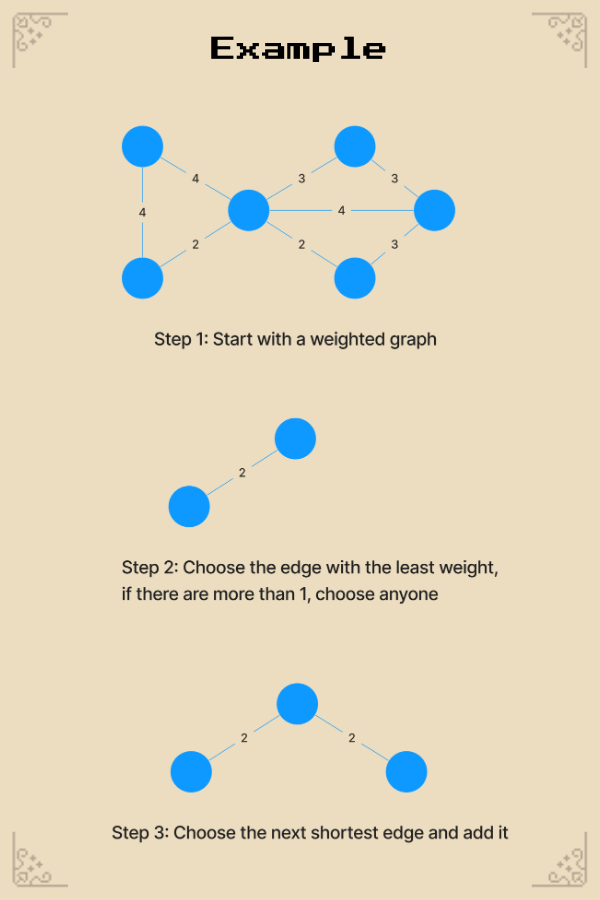 Example
4
3
3
4
4
2
2
3
Step 1: Start with a weighted graph
2
Step 2: Choose the edge with the least weight,
if there are more than 1, choose anyone
2
2
Step 3: Choose the next shortest edge and add it